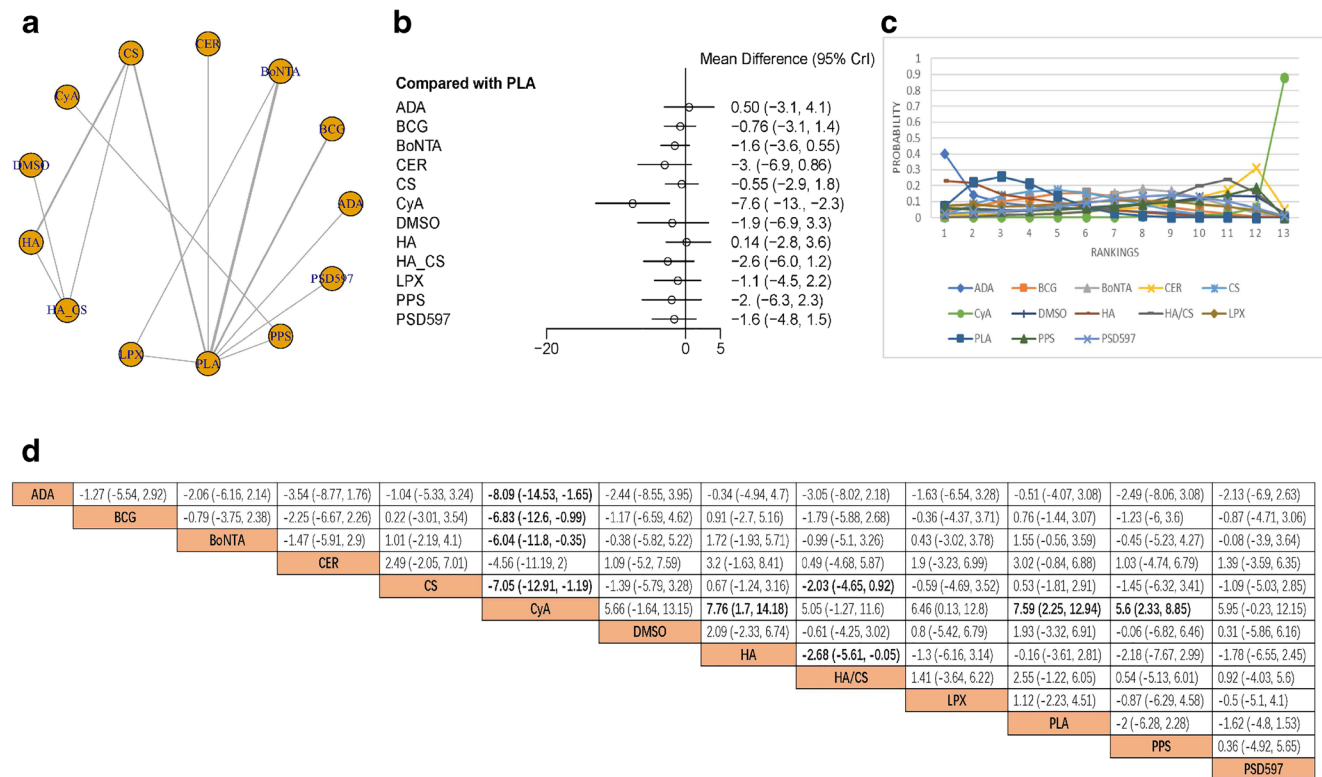 a
CS
CER
BoNTA
CyA
BCG
DMSO
ADA
HA
PSD597
HA_CS
PPS
LPX
PLA
b
Mean Difference (95% CrI)
Compared with PLA
ADA 0.50 (−3.1, 4.1)
BCG −0.76 (−3.1, 1.4)
BoNTA −1.6 (−3.6, 0.55)
CER −3. (−6.9, 0.86)
CS −0.55 (−2.9, 1.8)
CyA −7.6 (−13., −2.3)
DMSO −1.9 (−6.9, 3.3)
HA 0.14 (−2.8, 3.6)
HA_CS −2.6 (−6.0, 1.2)
LPX −1.1 (−4.5, 2.2)
PPS −2. (−6.3, 2.3)
PSD597 −1.6 (−4.8, 1.5)
−20 0 5
c
PROBABILITY
1
0.9
0.8
0.7
0.6
0.5
0.4
0.3
0.2
0.1
0
1 2 3 4 5 6 7 8 9 10 11 12 13
RANKINGS
ADA BCG BoNTA CER CS
CyA DMSO HA HA/CS LPX
PLA PPS PSD597
d
ADA -1.27 (-5.54, 2.92) -2.06 (-6.16, 2.14) -3.54 (-8.77, 1.76) -1.04 (-5.33, 3.24) -8.09 (-14.53, -1.65) -2.44 (-8.55, 3.95) -0.34 (-4.94, 4.7) -3.05 (-8.02, 2.18) -1.63 (-6.54, 3.28) -0.51 (-4.07, 3.08) -2.49 (-8.06, 3.08) -2.13 (-6.9, 2.63)
BCG -0.79 (-3.75, 2.38) -2.25 (-6.67, 2.26) 0.22 (-3.01, 3.54) -6.83 (-12.6, -0.99) -1.17 (-6.59, 4.62) 0.91 (-2.7, 5.16) -1.79 (-5.88, 2.68) -0.36 (-4.37, 3.71) 0.76 (-1.44, 3.07) -1.23 (-6, 3.6) -0.87 (-4.71, 3.06)
BoNTA -1.47 (-5.91, 2.9) 1.01 (-2.19, 4.1) -6.04 (-11.8, -0.35) -0.38 (-5.82, 5.22) 1.72 (-1.93, 5.71) -0.99 (-5.1, 3.26) 0.43 (-3.02, 3.78) 1.55 (-0.56, 3.59) -0.45 (-5.23, 4.27) -0.08 (-3.9, 3.64)
CER 2.49 (-2.05, 7.01) -4.56 (-11.19, 2) 1.09 (-5.2, 7.59) 3.2 (-1.63, 8.41) 0.49 (-4.68, 5.87) 1.9 (-3.23, 6.99) 3.02 (-0.84, 6.88) 1.03 (-4.74, 6.79) 1.39 (-3.59, 6.35)
CS -7.05 (-12.91, -1.19) -1.39 (-5.79, 3.28) 0.67 (-1.24, 3.16) -2.03 (-4.65, 0.92) -0.59 (-4.69, 3.52) 0.53 (-1.81, 2.91) -1.45 (-6.32, 3.41) -1.09 (-5.03, 2.85)
CyA 5.66 (-1.64, 13.15) 7.76 (1.7, 14.18) 5.05 (-1.27, 11.6) 6.46 (0.13, 12.8) 7.59 (2.25, 12.94) 5.6 (2.33, 8.85) 5.95 (-0.23, 12.15)
DMSO 2.09 (-2.33, 6.74) -0.61 (-4.25, 3.02) 0.8 (-5.42, 6.79) 1.93 (-3.32, 6.91) -0.06 (-6.82, 6.46) 0.31 (-5.86, 6.16)
HA -2.68 (-5.61, -0.05) -1.3 (-6.16, 3.14) -0.16 (-3.61, 2.81) -2.18 (-7.67, 2.99) -1.78 (-6.55, 2.45)
HA/CS 1.41 (-3.64, 6.22) 2.55 (-1.22, 6.05) 0.54 (-5.13, 6.01) 0.92 (-4.03, 5.6)
LPX 1.12 (-2.23, 4.51) -0.87 (-6.29, 4.58) -0.5 (-5.1, 4.1)
PLA -2 (-6.28, 2.28) -1.62 (-4.8, 1.53)
PPS 0.36 (-4.92, 5.65)
PSD597